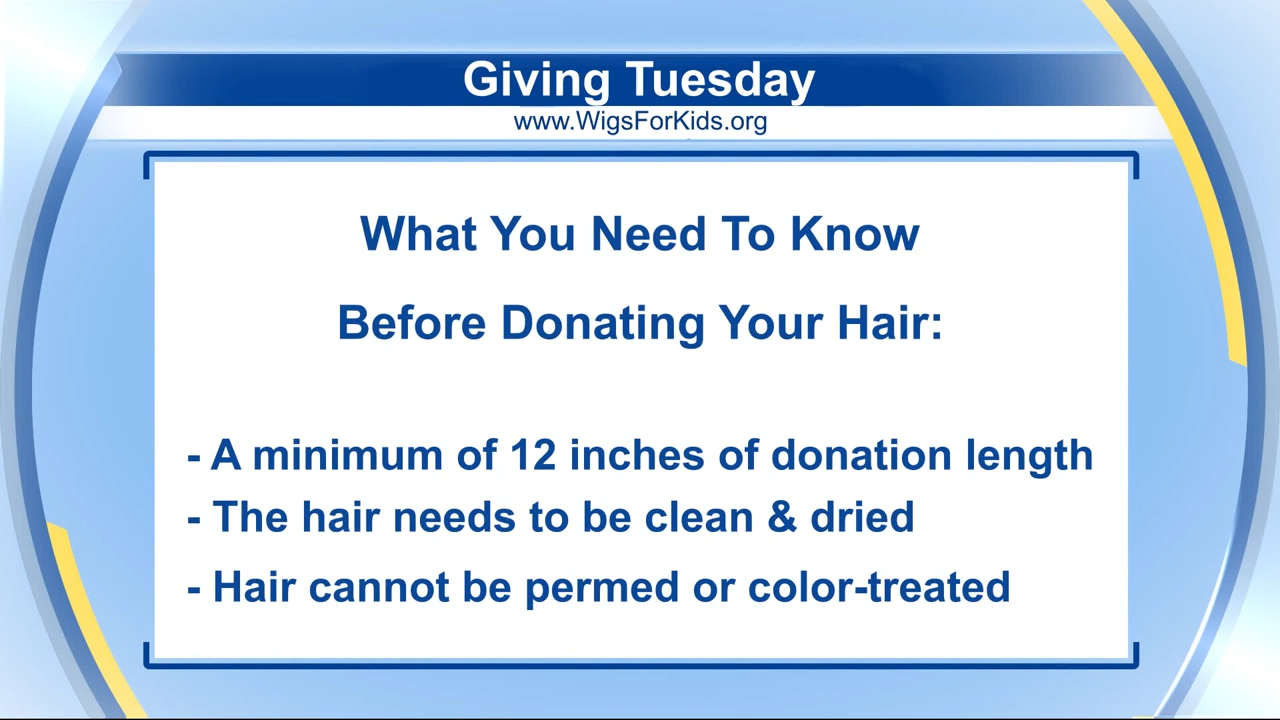 Giving Tuesday
www.WigsForKids.org
What You Need To Know
Before Donating Your Hair:
- A minimum of 12 inches of donation length
- The hair needs to be clean & dried
- Hair cannot be permed or color-treated